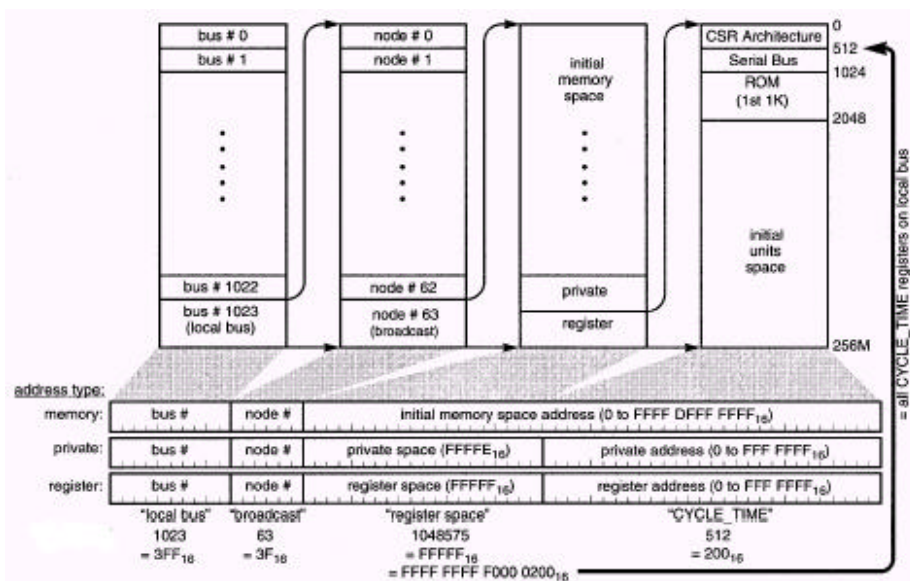 bus # 0
bus # 1
bus # 1022
bus # 1023
(local bus)
node # 0
node # 1
node # 62
node # 63
(broadcast)
initial
memory
space
private
register
CSR Architecture
Serial Bus
ROM
(1st 1K)
initial
units
space
0
512
1024
2048
256M
= all CYCLE_TIME registers on local bus
address type:
memory: bus # node # initial memory space address (0 to FFFF DFFF FFFF₁₆)
private: bus # node # private space (FFFFE₁₆) private address (0 to FFF FFFF₁₆)
register: bus # node # register space (FFFFF₁₆) register address (0 to FFF FFFF₁₆)
"local bus" "broadcast" "register space" "CYCLE_TIME"
1023 63 1048575 512
= 3FF₁₆ = 3F₁₆ = FFFFF₁₆ = 200₁₆
= FFFF FFFF F000 0200₁₆